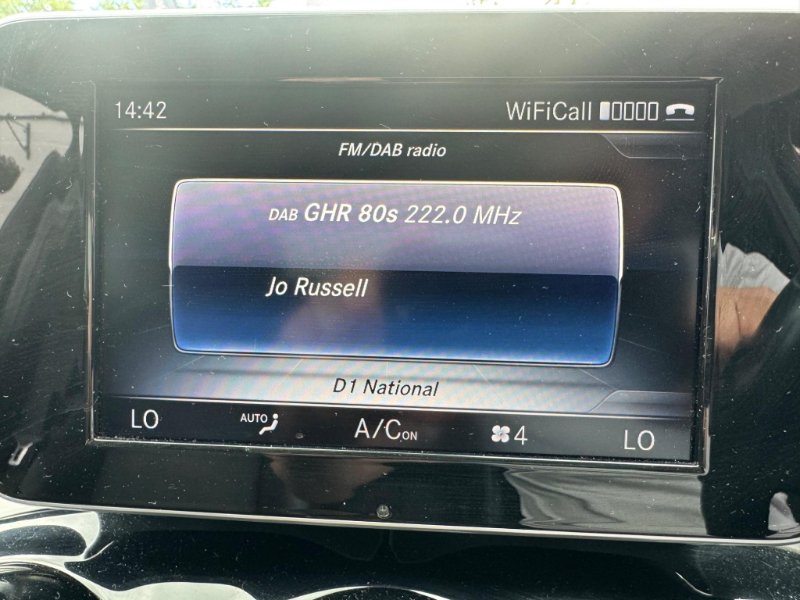 14:42 WiFiCall
FM/DAB radio
DAB GHR 80s 222.0 MHz
Jo Russell
D1 National
LO AUTO A/C ON 4 LO